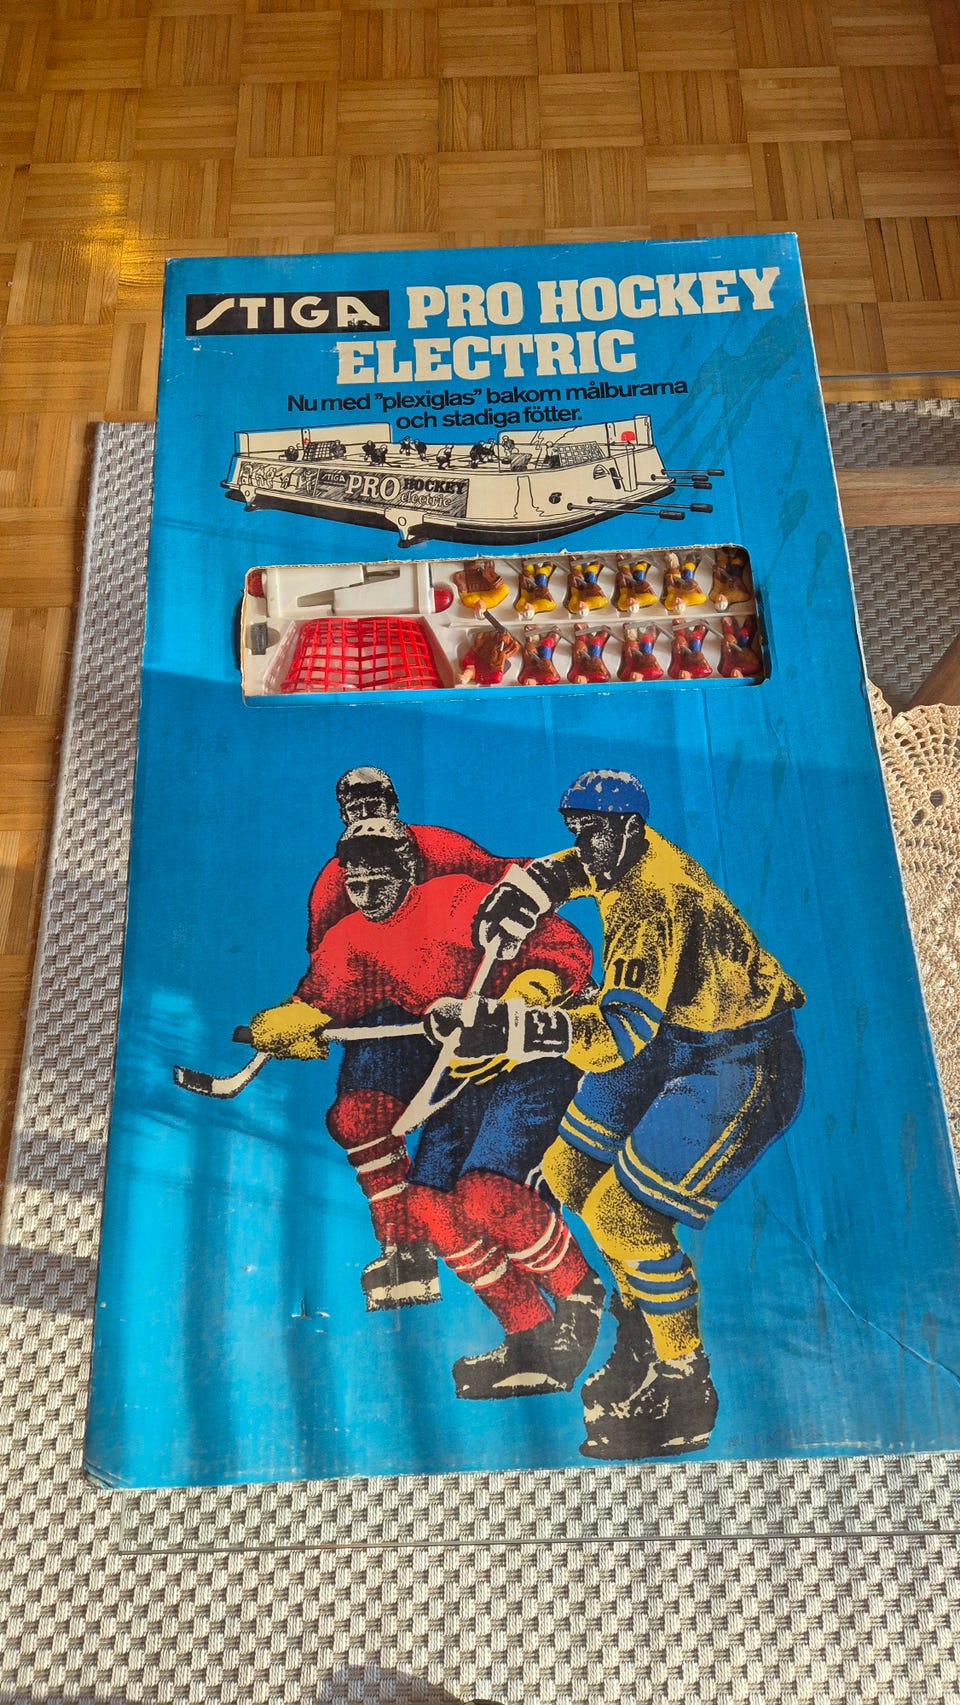 STIGA PRO HOCKEY
ELECTRIC
Nu med "plexiglas" bakom målburarna
och stadiga fötter.
STIGA PRO HOCKEY
electric
10